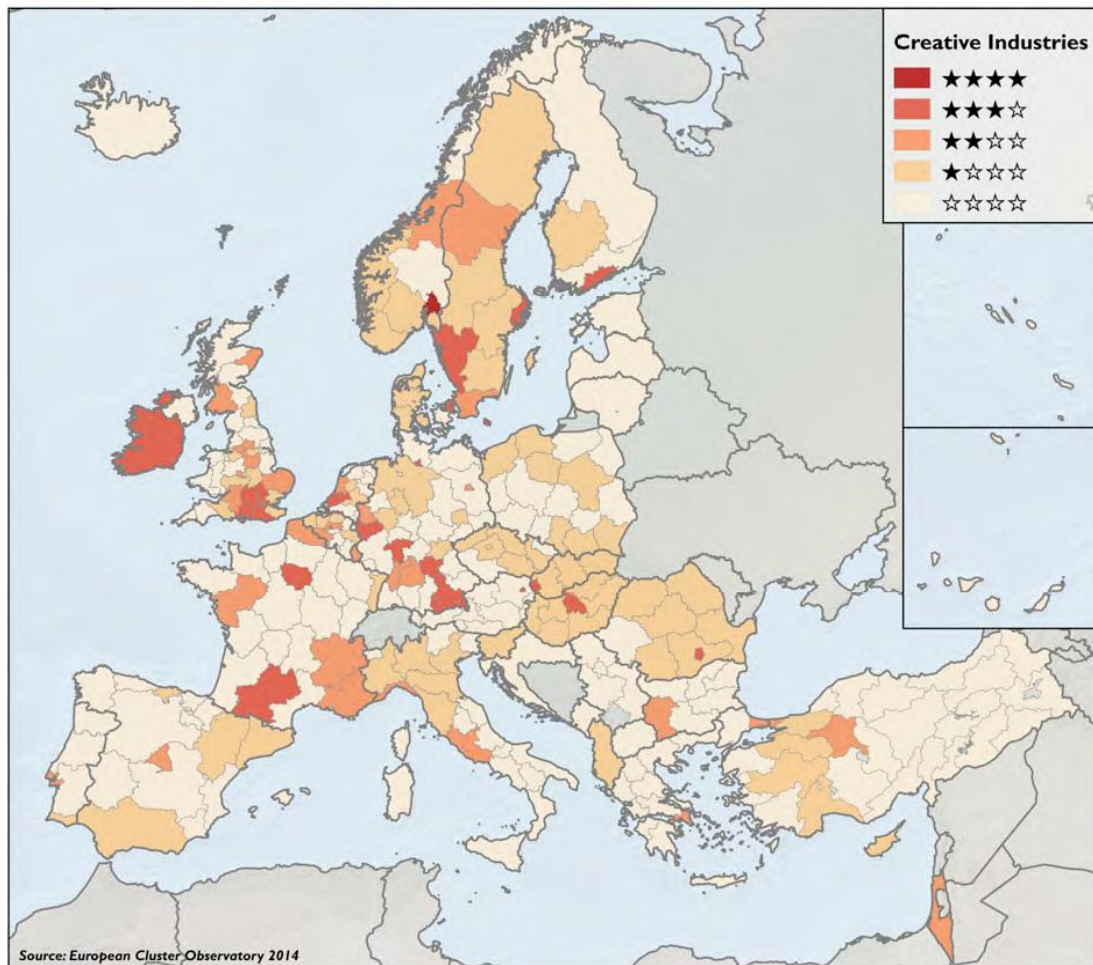 Creative Industries
★★★★
★★★☆
★★☆☆
★☆☆☆
☆☆☆☆
Source: European Cluster Observatory 2014